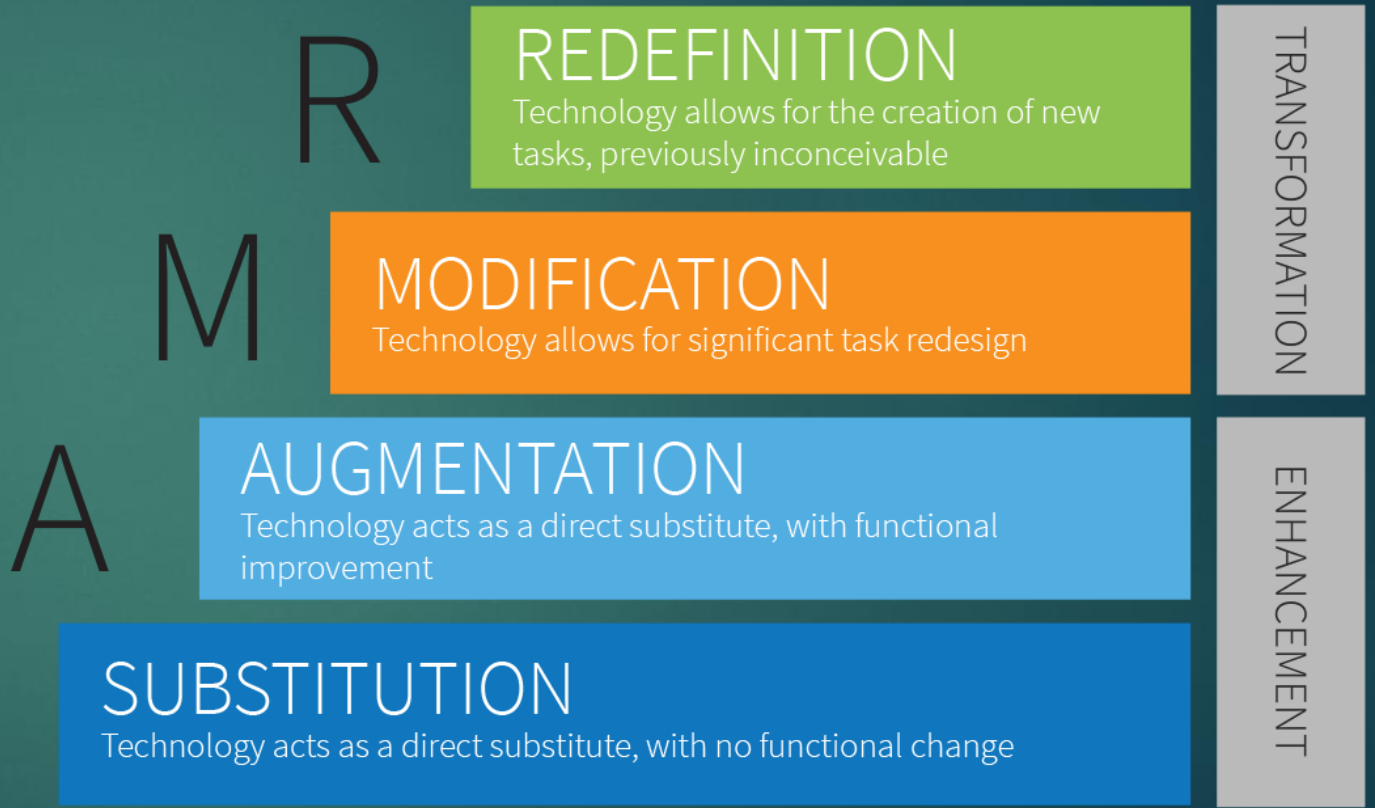 R
REDEFINITION
Technology allows for the creation of new
tasks, previously inconceivable
TRANSFORMATION
M
MODIFICATION
Technology allows for significant task redesign
A
AUGMENTATION
Technology acts as a direct substitute, with functional
improvement
ENHANCEMENT
SUBSTITUTION
Technology acts as a direct substitute, with no functional change